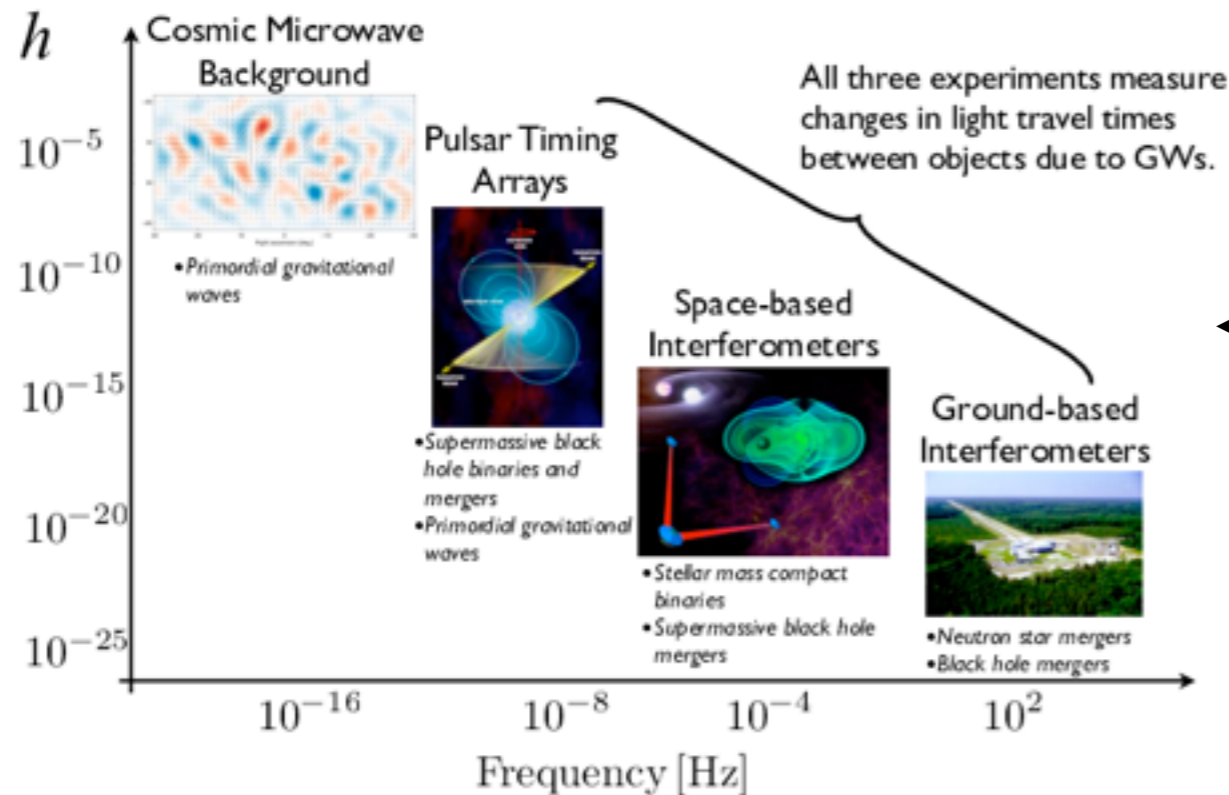 h
Cosmic Microwave
Background
All three experiments measure
changes in light travel times
between objects due to GWs.
Pulsar Timing
Arrays
10^{-5}
10^{-10}
10^{-15}
10^{-20}
10^{-25}
•Primordial gravitational
waves
Space-based
Interferometers
Ground-based
Interferometers
•Supermassive black
hole binaries and
mergers
•Primordial gravitational
waves
•Stellar mass compact
binaries
•Supermassive black hole
mergers
•Neutron star mergers
•Black hole mergers
10^{-16}
10^{-8}
10^{-4}
10^{2}
Frequency [Hz]